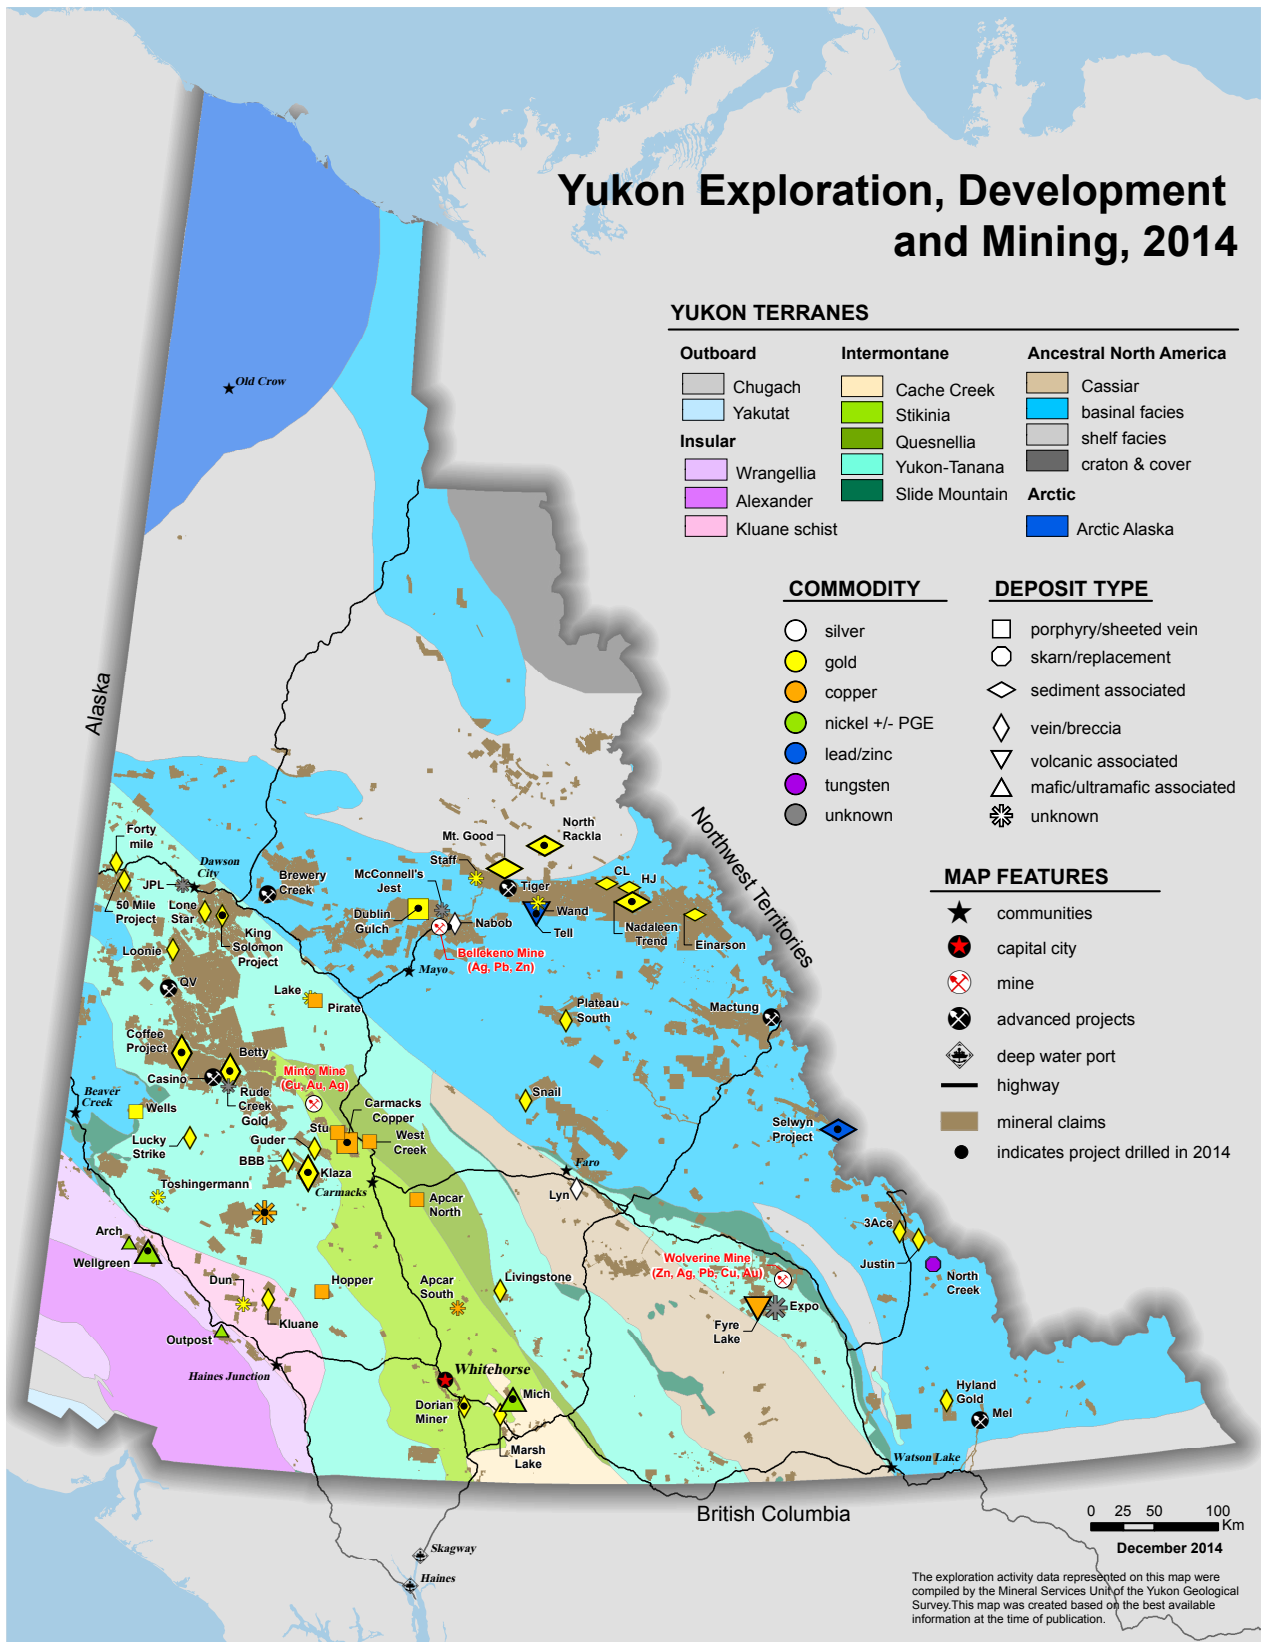 Yukon Exploration, Development
and Mining, 2014
YUKON TERRANES
Outboard
Chugach
Yakutat
Insular
Wrangellia
Alexander
Kluane schist
Intermontane
Cache Creek
Stikinia
Quesnellia
Yukon-Tanana
Slide Mountain
Ancestral North America
Cassiar
basinal facies
shelf facies
craton & cover
Arctic
Arctic Alaska
COMMODITY
silver
gold
copper
nickel +/- PGE
lead/zinc
tungsten
unknown
DEPOSIT TYPE
porphyry/sheeted vein
skarn/replacement
sediment associated
vein/breccia
volcanic associated
mafic/ultramafic associated
unknown
MAP FEATURES
communities
capital city
mine
advanced projects
deep water port
highway
mineral claims
indicates project drilled in 2014
Old Crow
Alaska
Northwest Territories
North
Rackla
Mt. Good
Staff
Forty
mile
Dawson
City
JPL
Brewery
Creek
McConnell's
Jest
Tiger
CL
HJ
50 Mile
Project
Lone
Star
King
Solomon
Project
Dublin
Gulch
Nabob
Wand
Tell
Nadaleen
Trend
Einarson
Loonie
Bellekeno Mine
(Ag, Pb, Zn)
Mayo
QV
Lake
Pirate
Plateau
South
Mactung
Coffee
Project
Betty
Casino
Minto Mine
(Cu, Au, Ag)
Beaver
Creek
Wells
Rude
Creek
Gold
Carmacks
Copper
Snail
Selwyn
Project
Lucky
Strike
Guder
Stu
West
Creek
BBB
Klaza
Faro
Toshingermann
Carmacks
Apcar
North
Lyn
Arch
Wellgreen
3Ace
Justin
Wolverine Mine
(Zn, Ag, Pb, Cu, Au)
North
Creek
Dun
Hopper
Apcar
South
Livingstone
Expo
Kluane
Fyre
Lake
Outpost
Haines Junction
Whitehorse
Mich
Hyland
Gold
Mel
Dorian
Miner
Marsh
Lake
Watson Lake
British Columbia
Skagway
Haines
0 25 50 100
Km
December 2014
The exploration activity data represented on this map were
compiled by the Mineral Services Unit of the Yukon Geological
Survey.This map was created based on the best available
information at the time of publication.